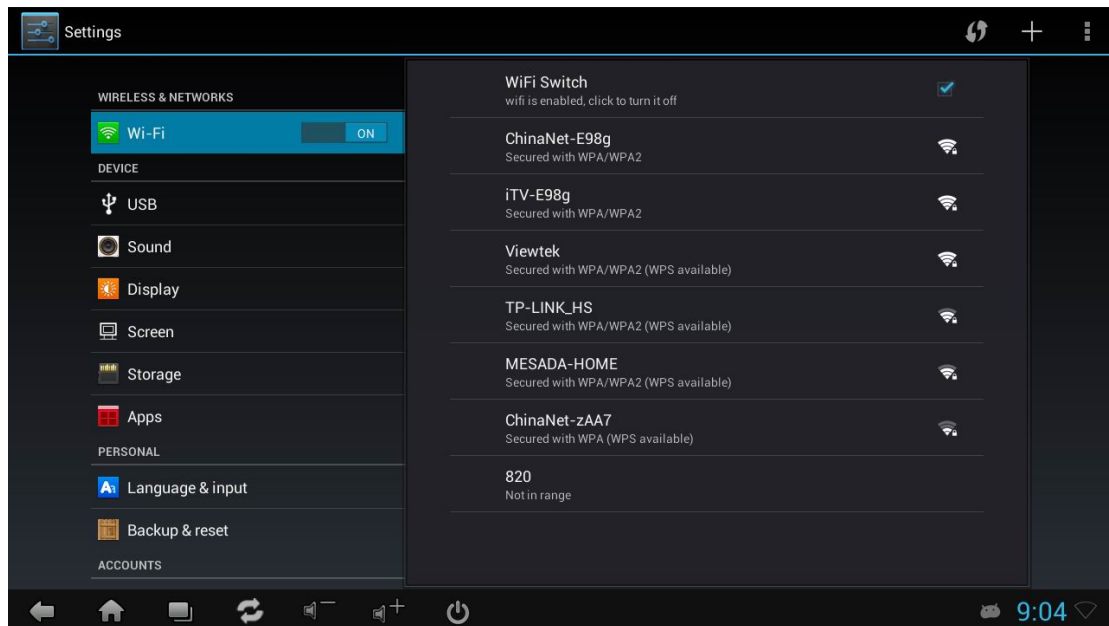 Settings
WIRELESS & NETWORKS
Wi-Fi ON
DEVICE
USB
Sound
Display
Screen
Storage
Apps
PERSONAL
Language & input
Backup & reset
ACCOUNTS
WiFi Switch
wifi is enabled, click to turn it off
ChinaNet-E98g
Secured with WPA/WPA2
iTV-E98g
Secured with WPA/WPA2
Viewtek
Secured with WPA/WPA2 (WPS available)
TP-LINK_HS
Secured with WPA/WPA2 (WPS available)
MESADA-HOME
Secured with WPA/WPA2 (WPS available)
ChinaNet-zAA7
Secured with WPA (WPS available)
820
Not in range
9:04